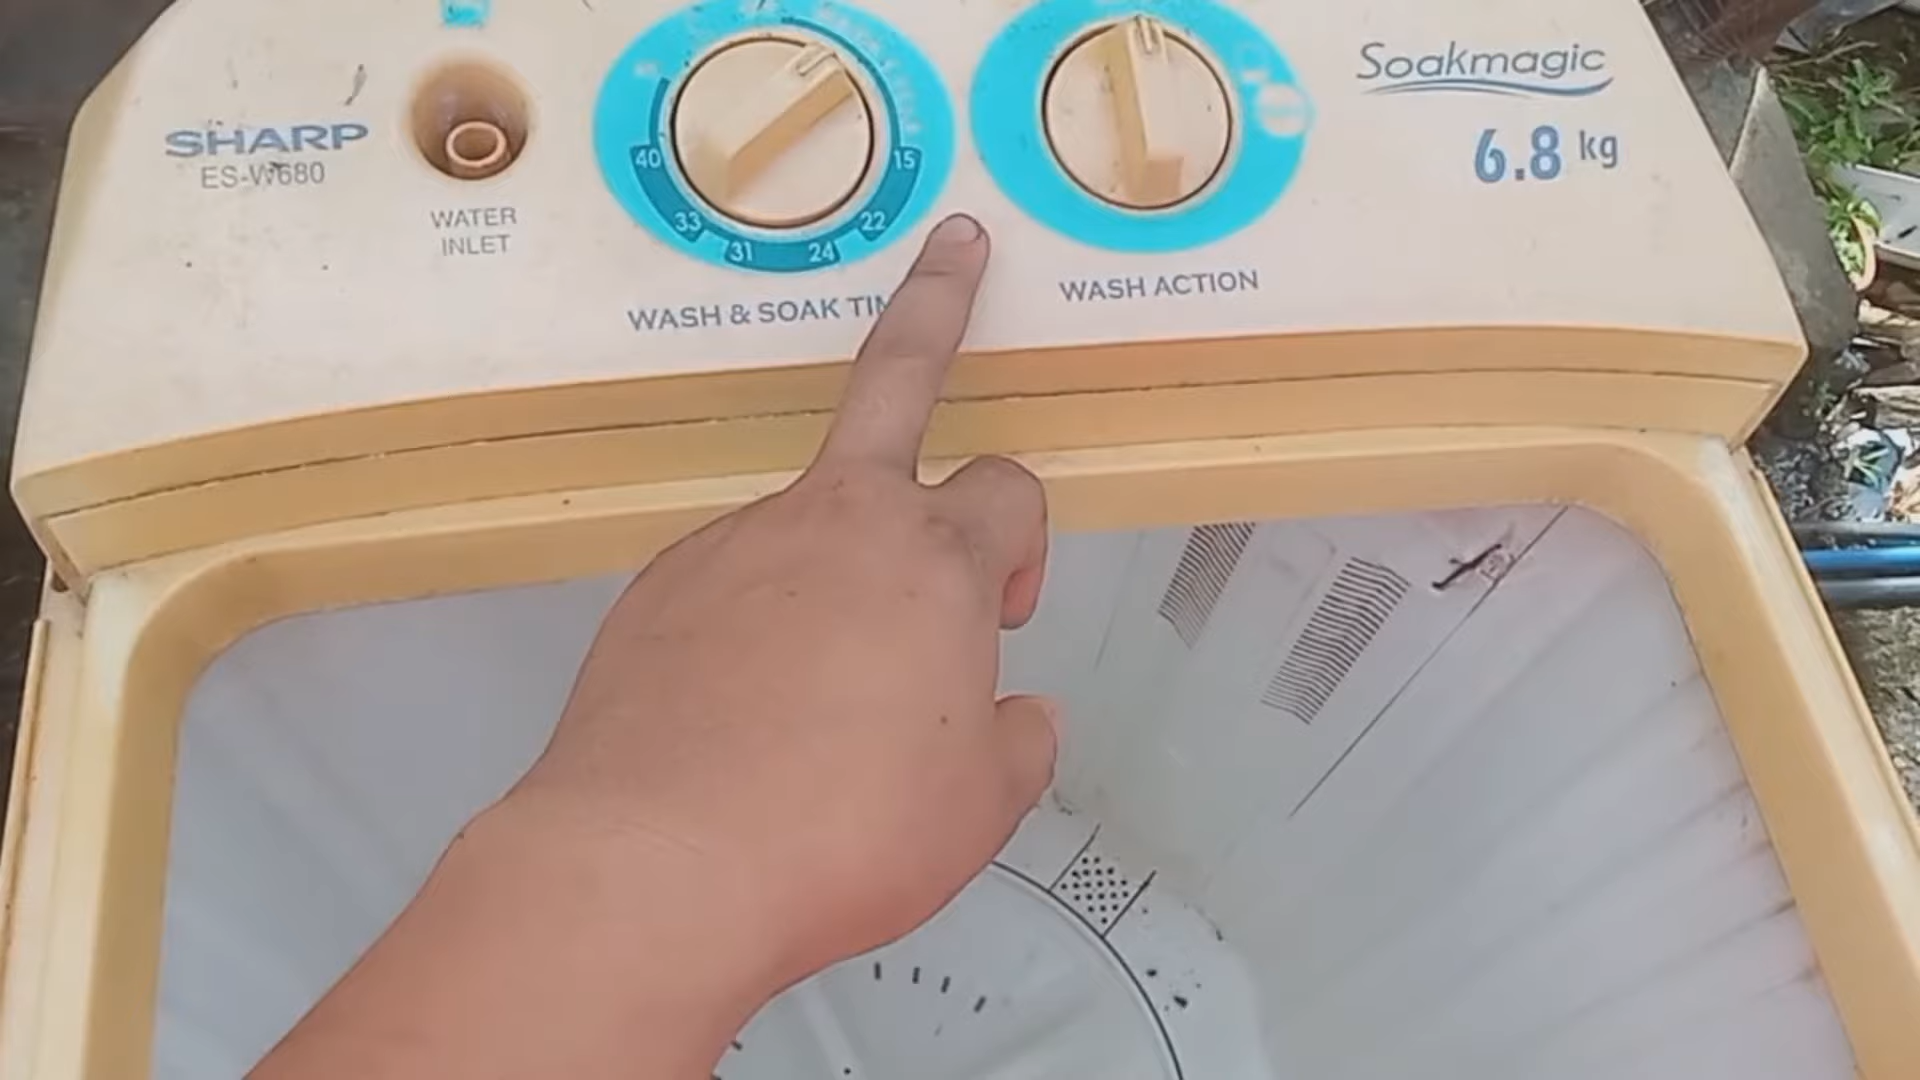 SHARP
ES-W680
WATER
INLET
40
33
31
24
22
15
WASH & SOAK TIM
WASH ACTION
Soakmagic
6.8 kg